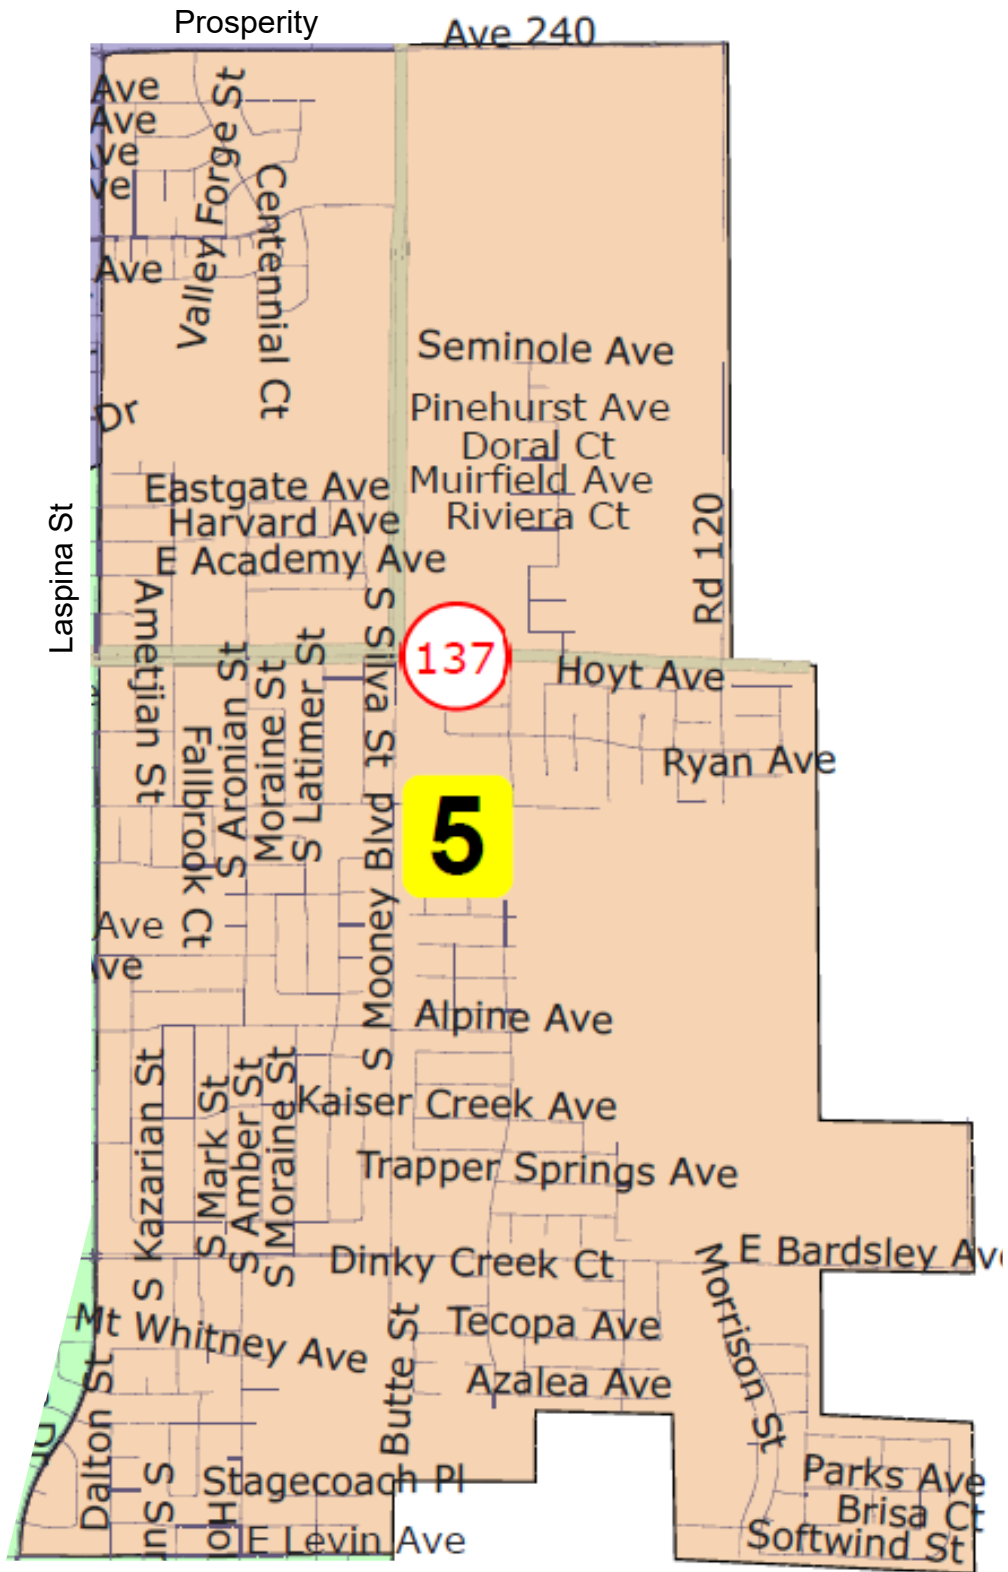 Prosperity
Ave 240
Ave
Ave
ve
ve
Ave
Valley Forge St
Centennial Ct
Seminole Ave
Dr
Pinehurst Ave
Doral Ct
Muirfield Ave
Riviera Ct
Eastgate Ave
Harvard Ave
E Academy Ave
Laspina St
Rd 120
Ametjian St
S Silva St
137
Hoyt Ave
S Aronian St
Moraine St
S Latimer St
Fallbrook Ct
Ryan Ave
5
S Mooney Blvd
Ave
ve
Alpine Ave
S Kazarian St
S Mark St
S Amber St
S Moraine St
Kaiser Creek Ave
Trapper Springs Ave
Dinky Creek Ct
E Bardsley Ave
Morrison St
Mt Whitney Ave
Butte St
Tecopa Ave
Azalea Ave
Dalton St
Stagecoach Pl
Parks Ave
Brisa Ct
Softwind St
E Levin Ave